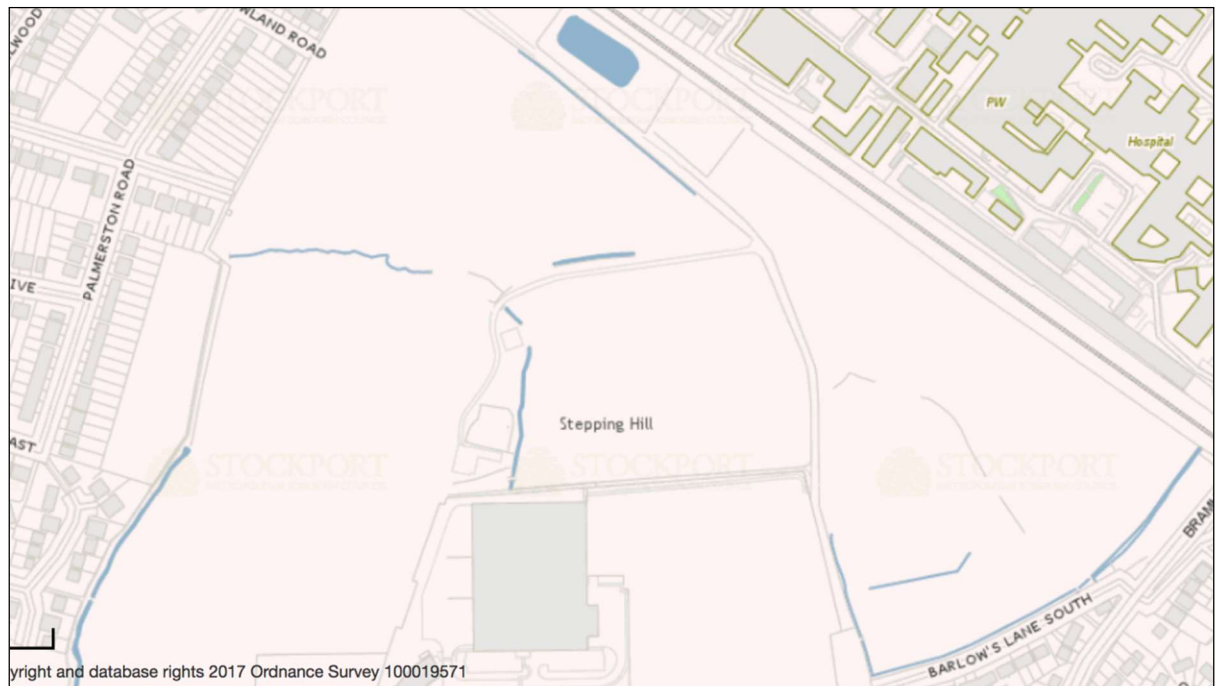 LWOOD
WLAND ROAD
PALMERSTON ROAD
IVE
AST
PW
Hospital
Stepping Hill
STOCKPORT
STOCKPORT
STOCKPORT
STOCKPORT
STOCKPORT
BARLOW'S LANE SOUTH
BRAM
yright and database rights 2017 Ordnance Survey 100019571